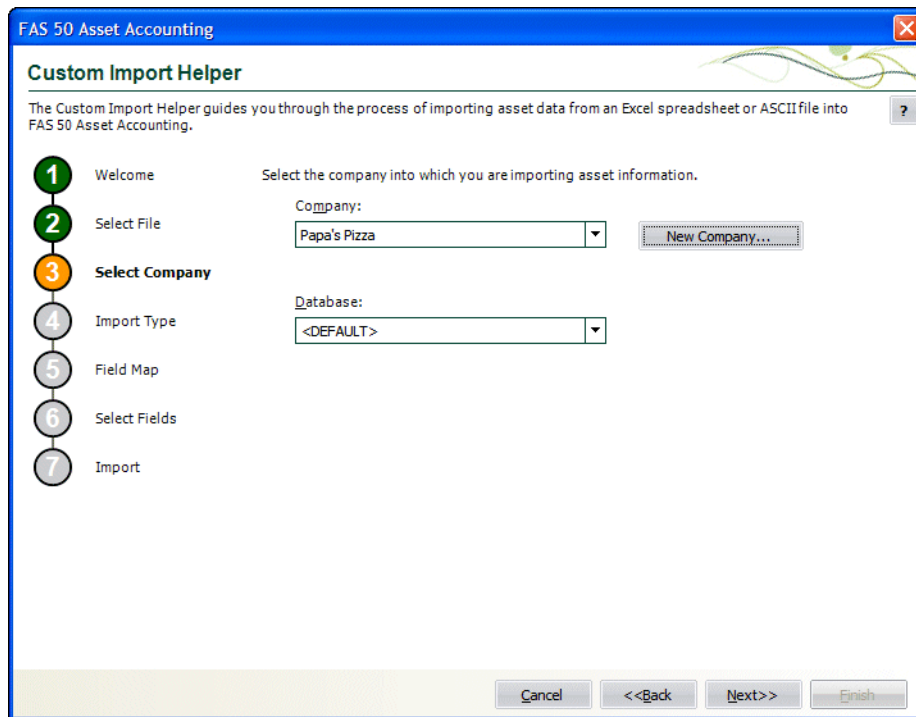 FAS 50 Asset Accounting
Custom Import Helper
The Custom Import Helper guides you through the process of importing asset data from an Excel spreadsheet or ASCII file into
FAS 50 Asset Accounting.
?
1 Welcome
Select the company into which you are importing asset information.
Company:
2 Select File
Papa's Pizza
New Company...
3 Select Company
Database:
4 Import Type
<DEFAULT>
5 Field Map
6 Select Fields
7 Import
Cancel
<<Back
Next>>
Finish